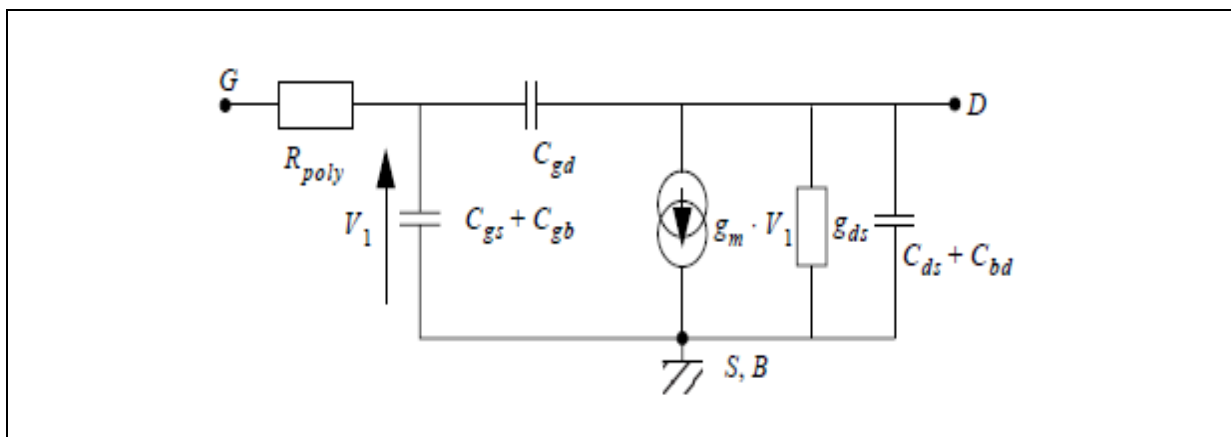 G
D
R_poly
C_gd
V_1
C_gs + C_gb
g_m · V_1
g_ds
C_ds + C_bd
S, B